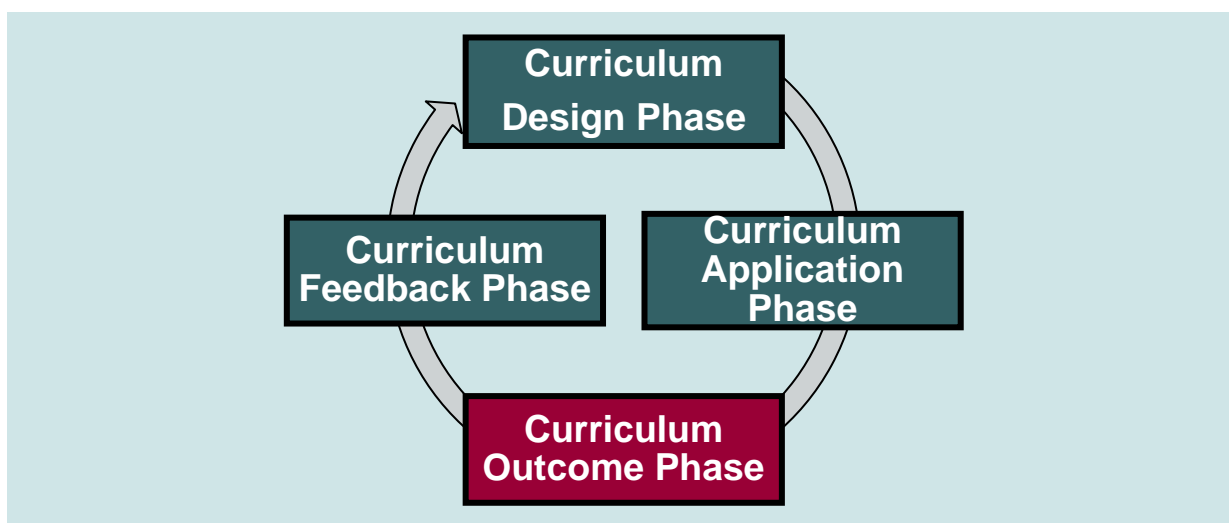 Curriculum
Design Phase
Curriculum
Feedback Phase
Curriculum
Application
Phase
Curriculum
Outcome Phase